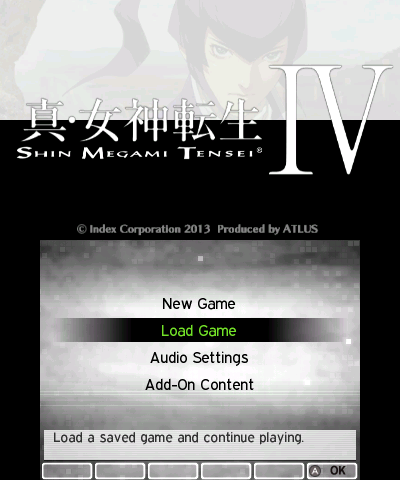 真・女神転生 IV
SHIN MEGAMI TENSEI®
© Index Corporation 2013 Produced by ATLUS
New Game
Load Game
Audio Settings
Add-On Content
Load a saved game and continue playing.
A OK